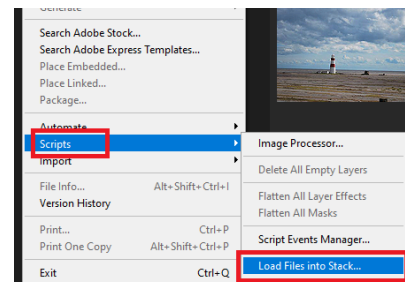 Generate
Search Adobe Stock...
Search Adobe Express Templates...
Place Embedded...
Place Linked...
Package...
Automate
Scripts
Import
File Info... Alt+Shift+Ctrl+I
Version History
Print... Ctrl+P
Print One Copy Alt+Shift+Ctrl+P
Exit Ctrl+Q
Image Processor...
Delete All Empty Layers
Flatten All Layer Effects
Flatten All Masks
Script Events Manager...
Load Files into Stack...